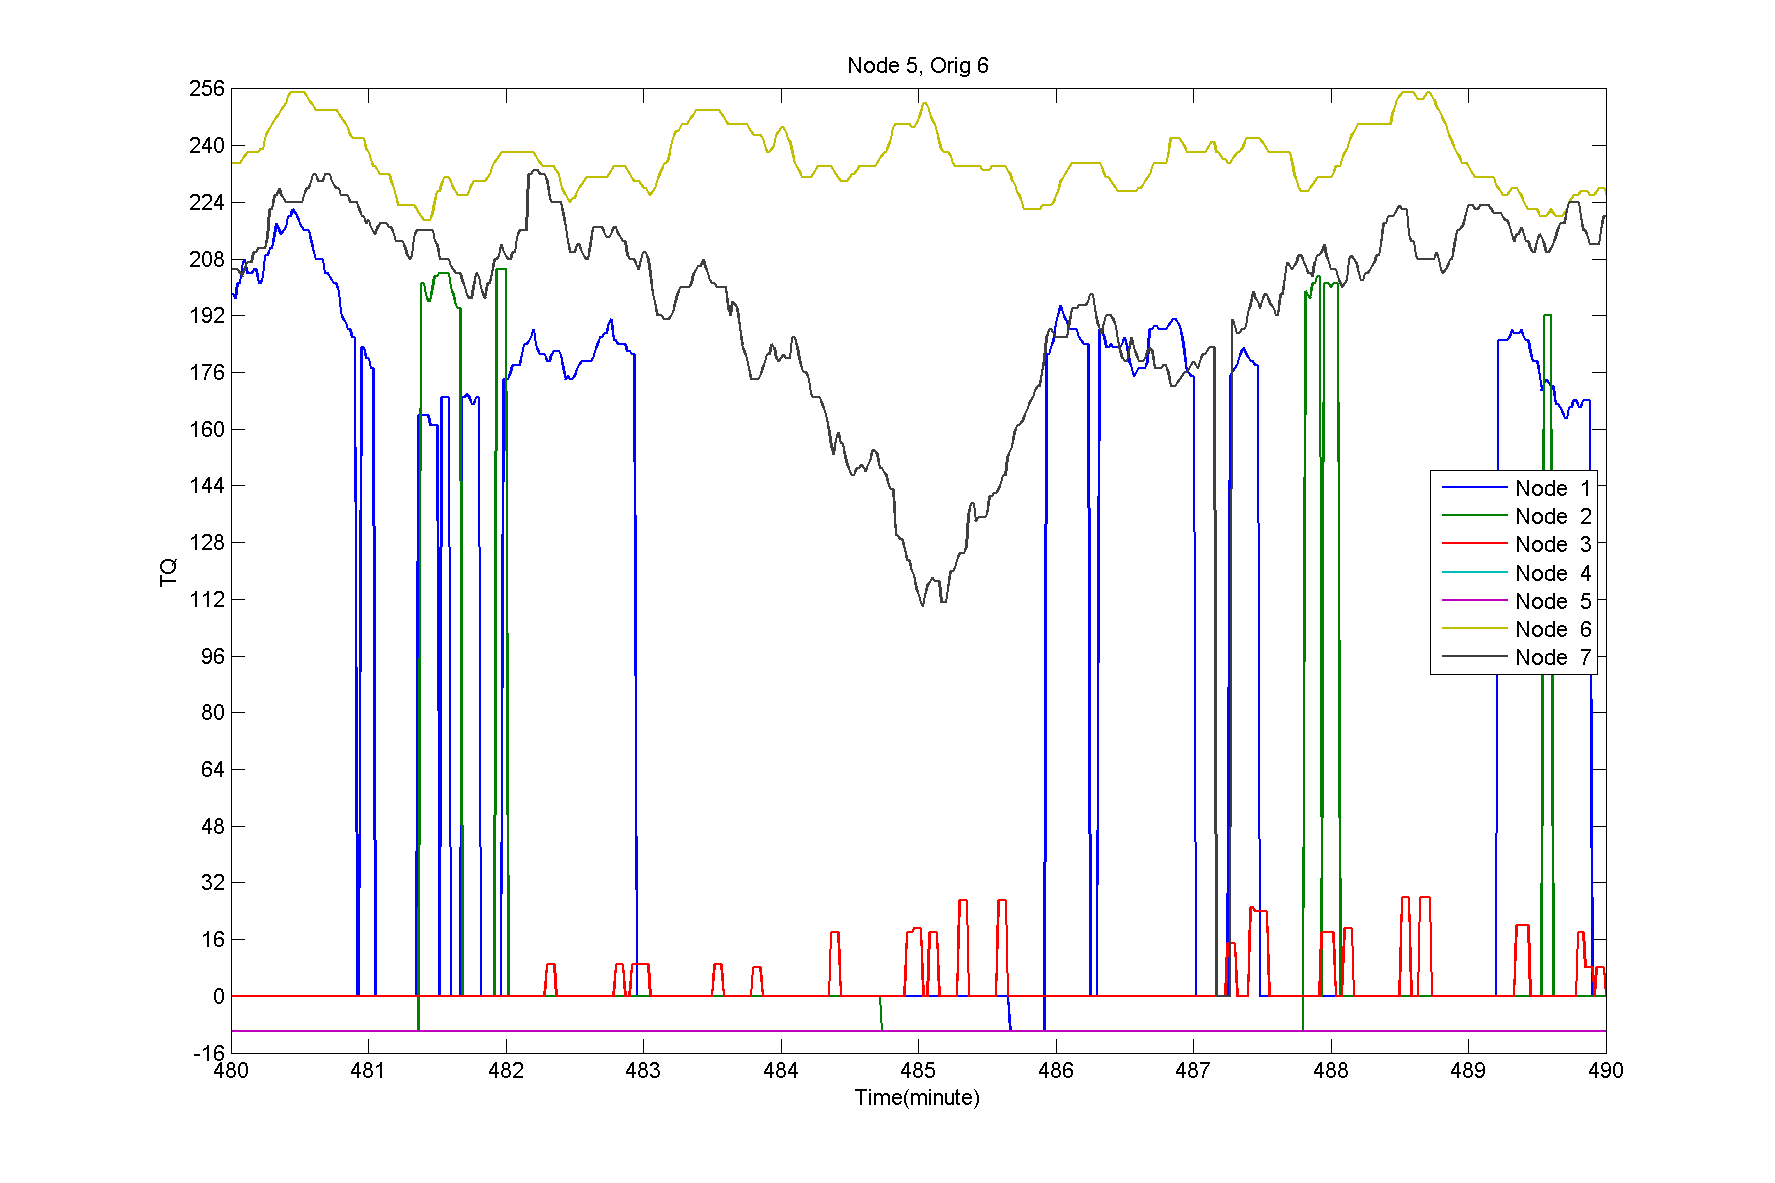 Node 5, Orig 6
256
240
224
208
192
176
160
144
128
112
96
80
64
48
32
16
0
-16
TQ
480 481 482 483 484 485 486 487 488 489 490
Time(minute)
Node 1
Node 2
Node 3
Node 4
Node 5
Node 6
Node 7